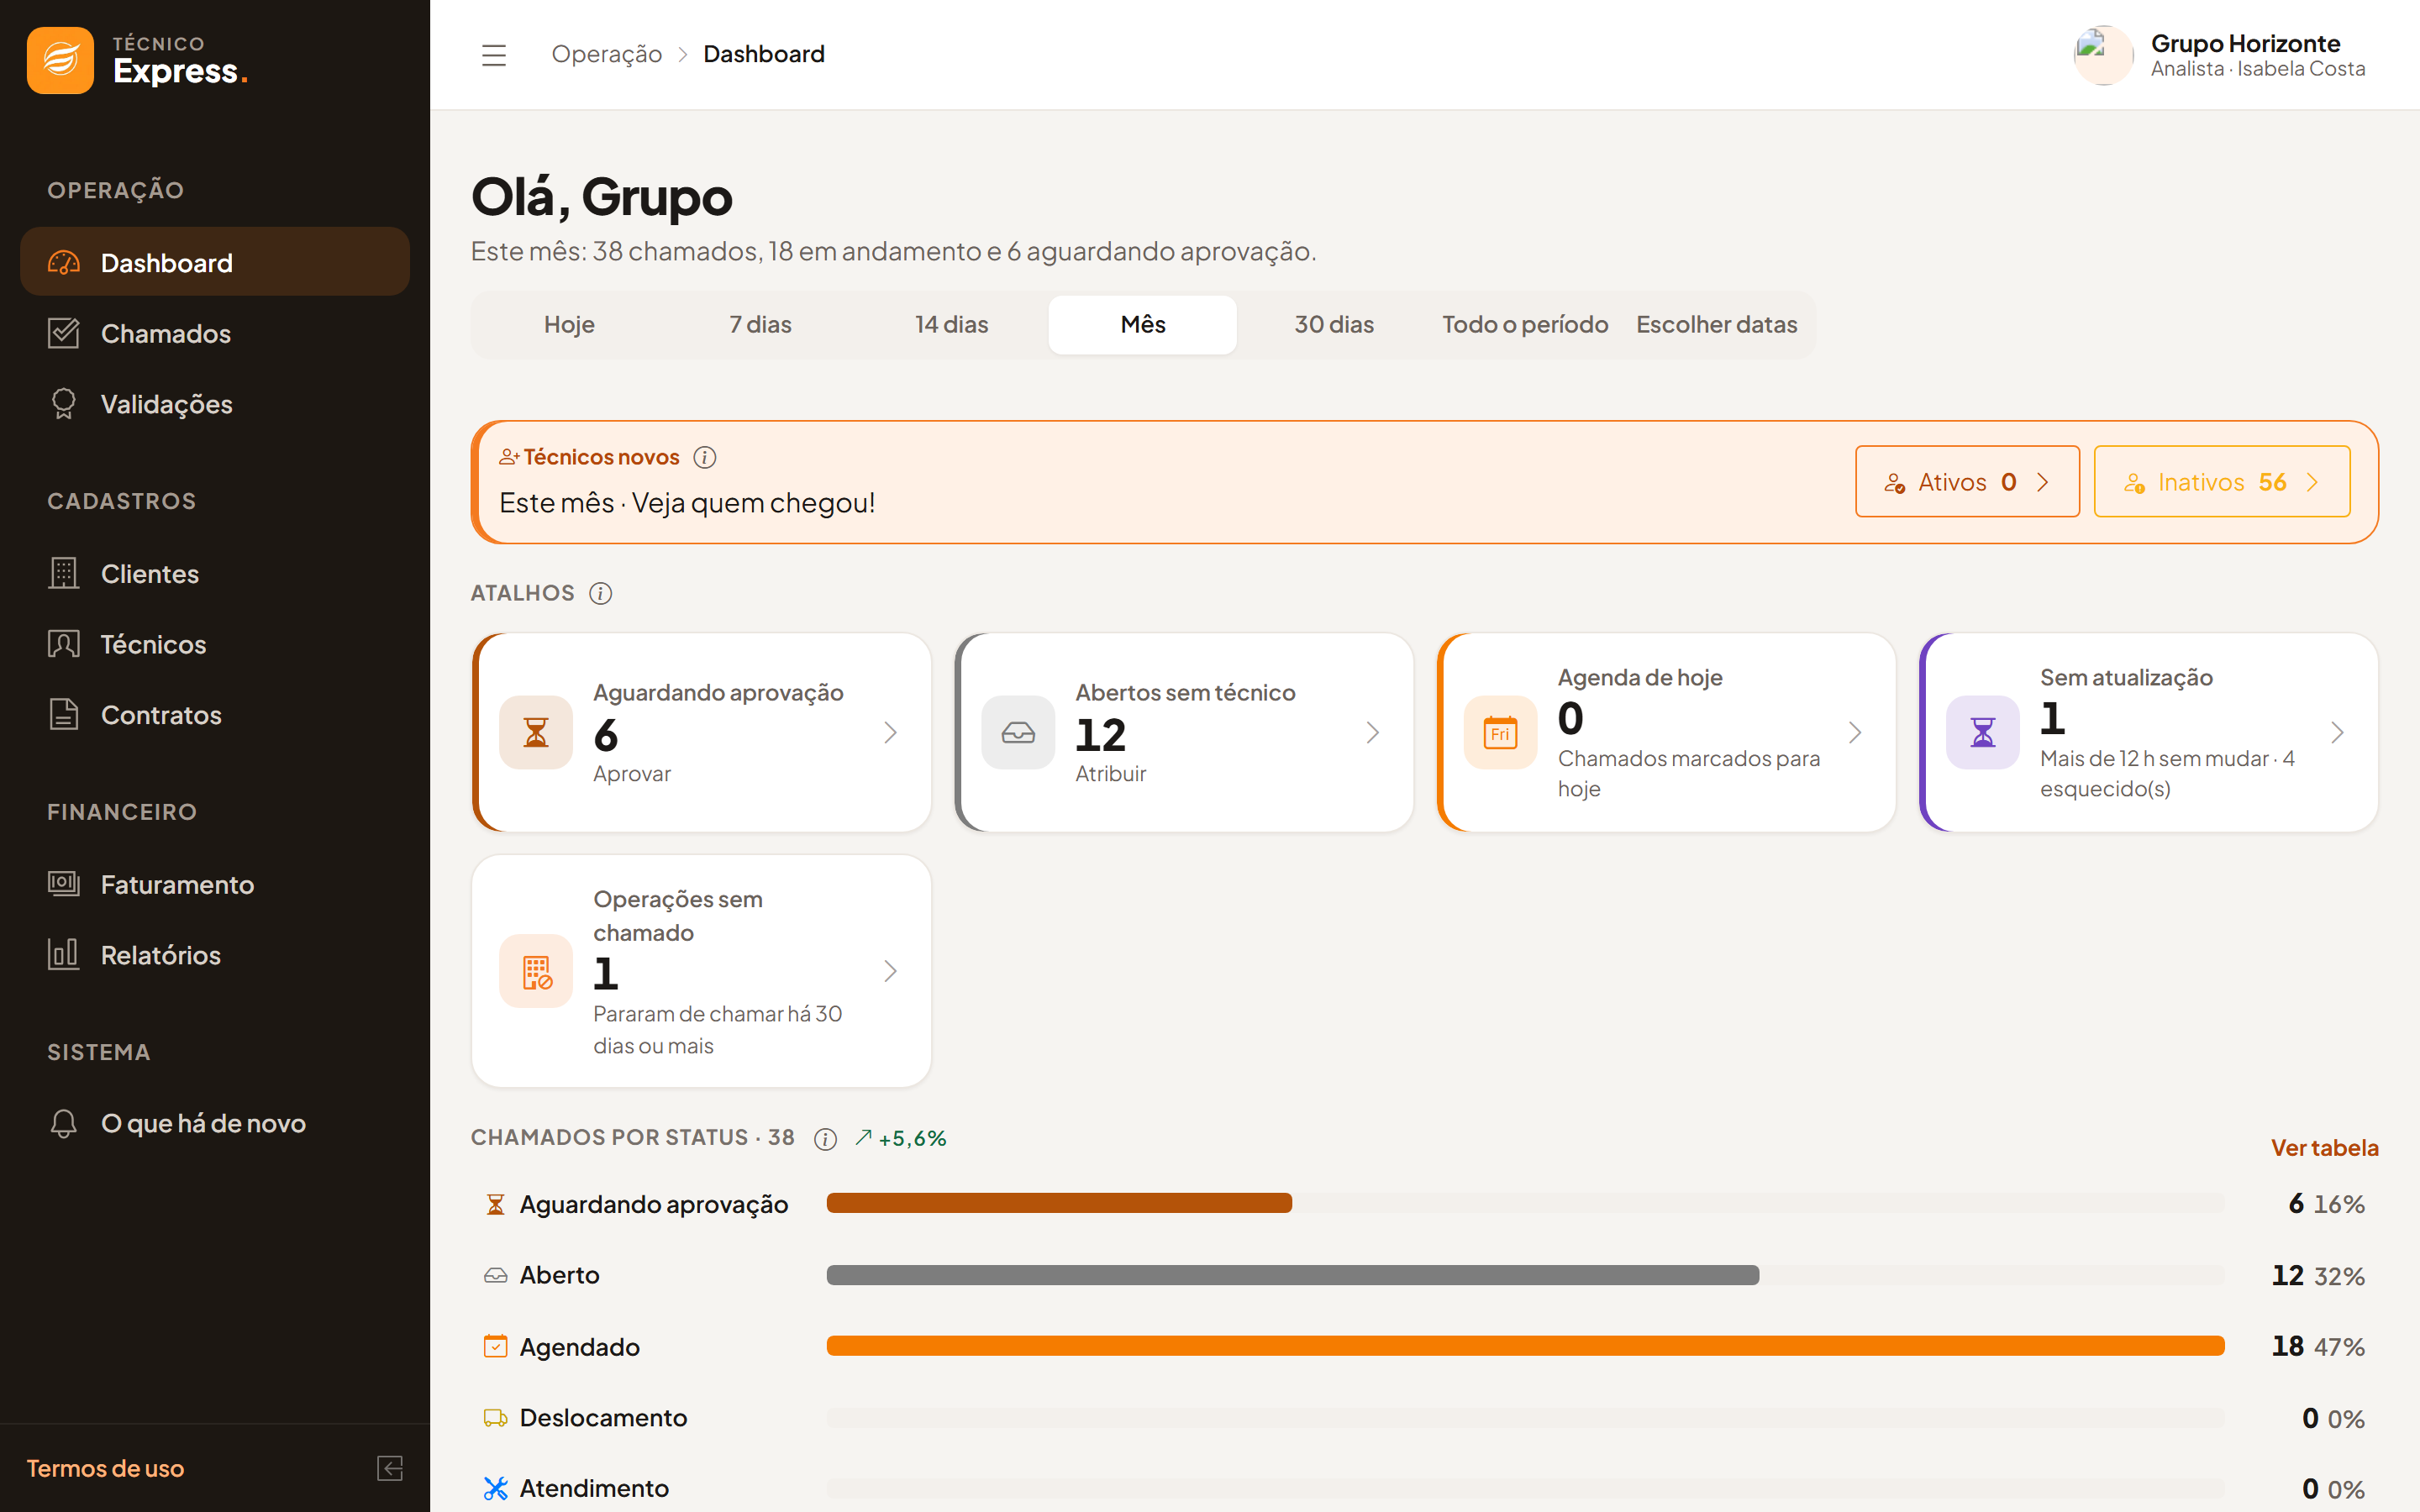 TÉCNICO
Express.
OPERAÇÃO
Dashboard
Chamados
Validações
CADASTROS
Clientes
Técnicos
Contratos
FINANCEIRO
Faturamento
Relatórios
SISTEMA
O que há de novo
Termos de uso
Operação > Dashboard
Grupo Horizonte
Analista · Isabela Costa
Olá, Grupo
Este mês: 38 chamados, 18 em andamento e 6 aguardando aprovação.
Hoje 7 dias 14 dias Mês 30 dias Todo o período Escolher datas
Técnicos novos
Este mês · Veja quem chegou!
Ativos 0
Inativos 56
ATALHOS
Aguardando aprovação
6
Aprovar
Abertos sem técnico
12
Atribuir
Agenda de hoje
Fri
0
Chamados marcados para
hoje
Sem atualização
1
Mais de 12 h sem mudar · 4
esquecido(s)
Operações sem
chamado
1
Pararam de chamar há 30
dias ou mais
CHAMADOS POR STATUS · 38 +5,6%
Ver tabela
Aguardando aprovação 6 16%
Aberto 12 32%
Agendado 18 47%
Deslocamento 0 0%
Atendimento 0 0%